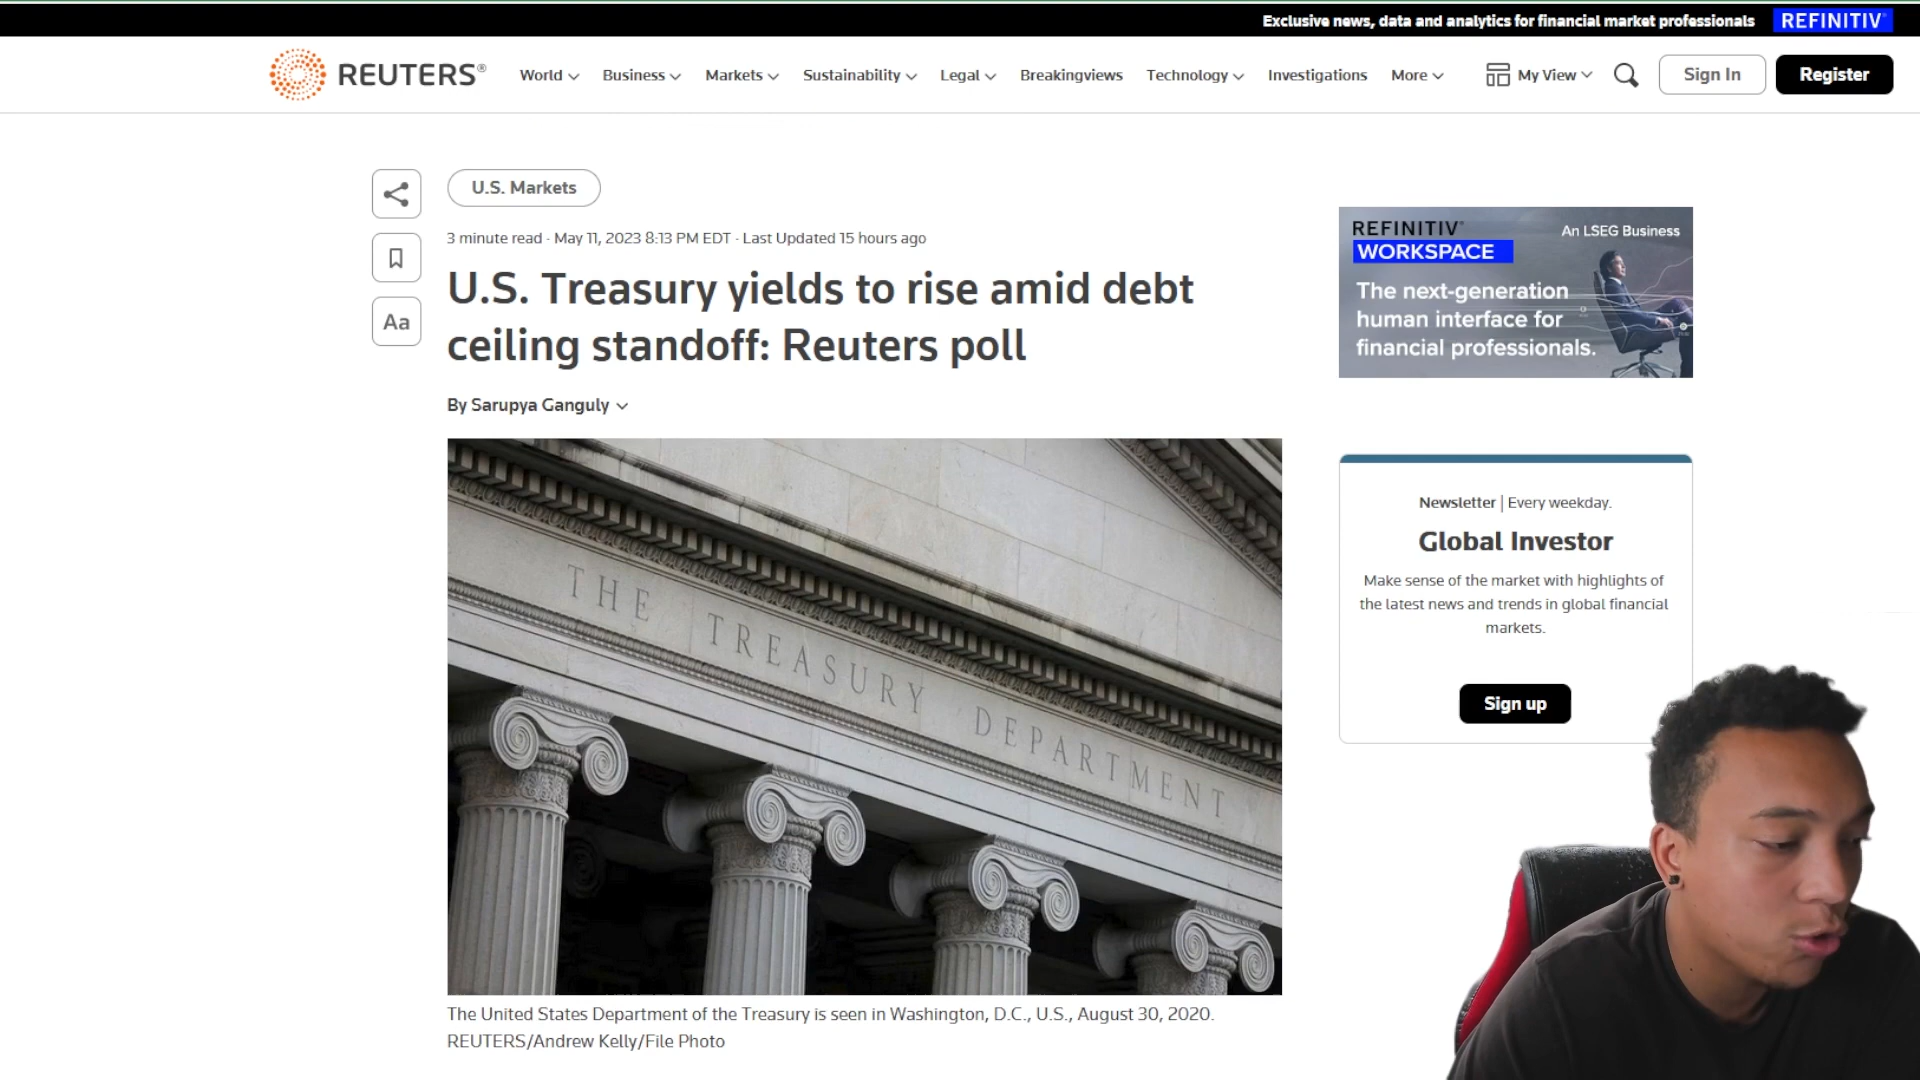 Exclusive news, data and analytics for financial market professionals REFINITIV
REUTERS® World Business Markets Sustainability Legal Breakingviews Technology Investigations More My View Sign In Register
U.S. Markets
3 minute read · May 11, 2023 8:13 PM EDT · Last Updated 15 hours ago
Aa
U.S. Treasury yields to rise amid debt
ceiling standoff: Reuters poll
By Sarupya Ganguly
THE TREASURY DEPARTMENT
The United States Department of the Treasury is seen in Washington, D.C., U.S., August 30, 2020.
REUTERS/Andrew Kelly/File Photo
REFINITIV An LSEG Business
WORKSPACE
The next-generation
human interface for
financial professionals.
Newsletter | Every weekday.
Global Investor
Make sense of the market with highlights of
the latest news and trends in global financial
markets.
Sign up